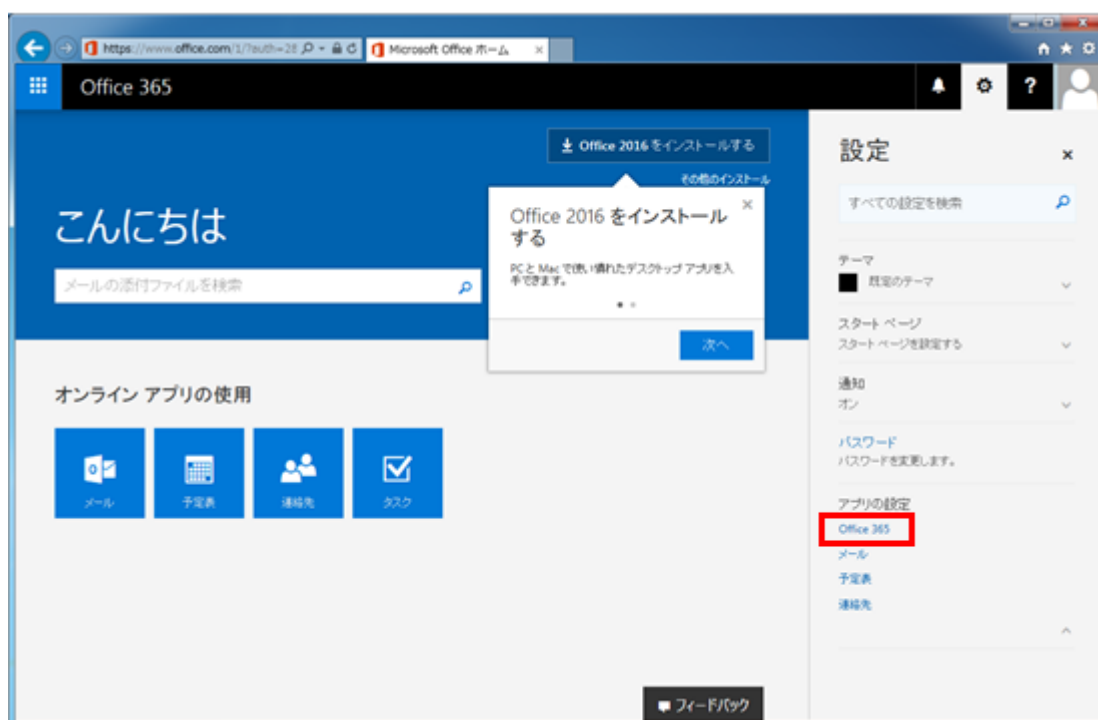 https://www.office.com/1/?auth=28
Microsoft Office ホーム
Office 365
?
Office 2016 をインストールする
その他のインストール
こんにちは
メールの添付ファイルを検索
Office 2016 をインストール
する
PC と Mac で使い慣れたデスクトップ アプリを入
手できます。
次へ
オンライン アプリの使用
メール
予定表
連絡先
タスク
設定
すべての設定を検索
テーマ
既定のテーマ
スタート ページ
スタート ページを設定する
通知
オン
パスワード
パスワードを変更します。
アプリの設定
Office 365
メール
予定表
連絡先
フィードバック